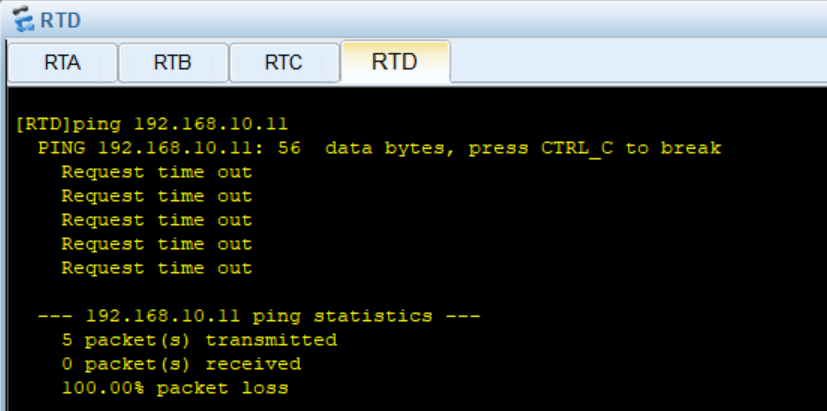 RTD
RTA RTB RTC RTD
[RTD]ping 192.168.10.11
PING 192.168.10.11: 56  data bytes, press CTRL_C to break
Request time out
Request time out
Request time out
Request time out
Request time out
--- 192.168.10.11 ping statistics ---
5 packet(s) transmitted
0 packet(s) received
100.00% packet loss